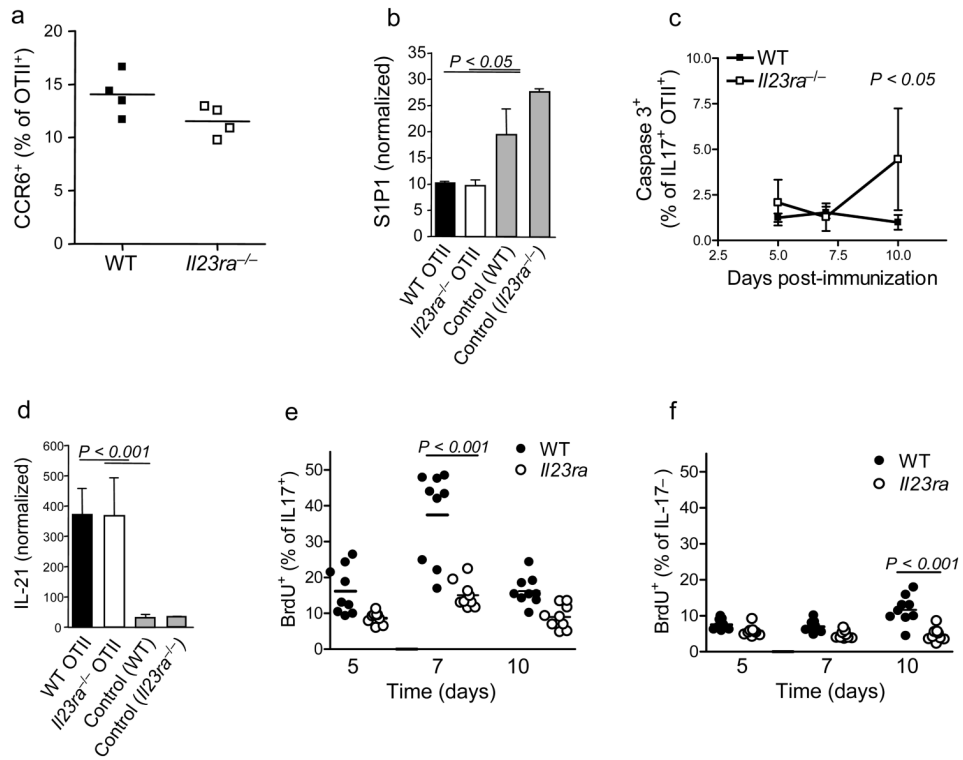 a
CCR6⁺ (% of OTII⁺)
20
15
10
5
0
WT
Il23ra⁻/⁻
b
S1P1 (normalized)
35
30
25
20
15
10
5
0
P < 0.05
WT OTII
Il23ra⁻/⁻ OTII
Control (WT)
Control (Il23ra⁻/⁻)
c
Caspase 3⁺
(% of IL17⁺ OTII⁺)
10.0
7.5
5.0
2.5
0.0
WT
Il23ra⁻/⁻
P < 0.05
2.5
5.0
7.5
10.0
Days post-immunization
d
IL-21 (normalized)
600
500
400
300
200
100
0
P < 0.001
WT OTII
Il23ra⁻/⁻ OTII
Control (WT)
Control (Il23ra⁻/⁻)
e
BrdU⁺ (% of IL17⁺)
50
40
30
20
10
0
P < 0.001
WT
Il23ra
5
7
10
Time (days)
f
BrdU⁺ (% of IL-17–)
50
40
30
20
10
0
WT
Il23ra
P < 0.001
5
7
10
Time (days)